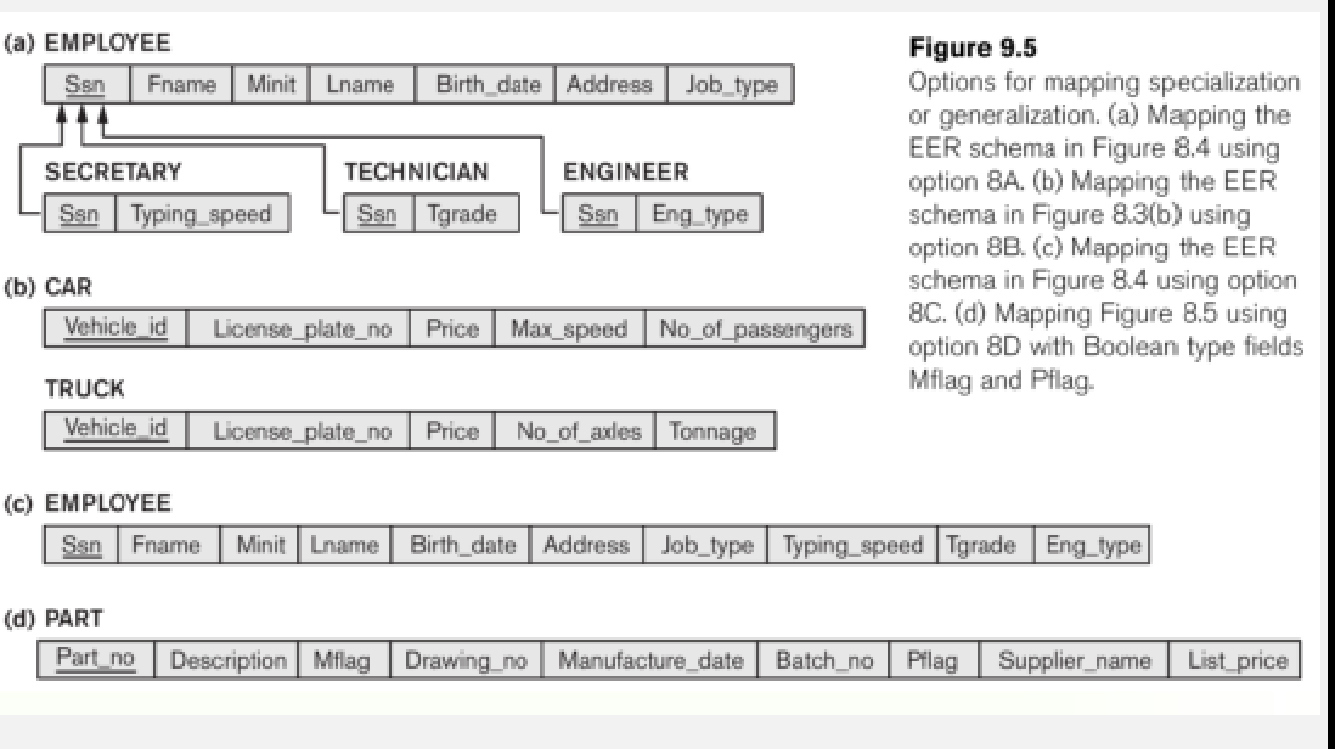 (a) EMPLOYEE
Ssn Fname Minit Lname Birth_date Address Job_type
SECRETARY TECHNICIAN ENGINEER
Ssn Typing_speed Ssn Tgrade Ssn Eng_type
(b) CAR
Vehicle_id License_plate_no Price Max_speed No_of_passengers
TRUCK
Vehicle_id License_plate_no Price No_of_axles Tonnage
(c) EMPLOYEE
Ssn Fname Minit Lname Birth_date Address Job_type Typing_speed Tgrade Eng_type
(d) PART
Part_no Description Mflag Drawing_no Manufacture_date Batch_no Pflag Supplier_name List_price
Figure 9.5
Options for mapping specialization
or generalization. (a) Mapping the
EER schema in Figure 8.4 using
option 8A. (b) Mapping the EER
schema in Figure 8.3(b) using
option 8B. (c) Mapping the EER
schema in Figure 8.4 using option
8C. (d) Mapping Figure 8.5 using
option 8D with Boolean type fields
Mflag and Pflag.